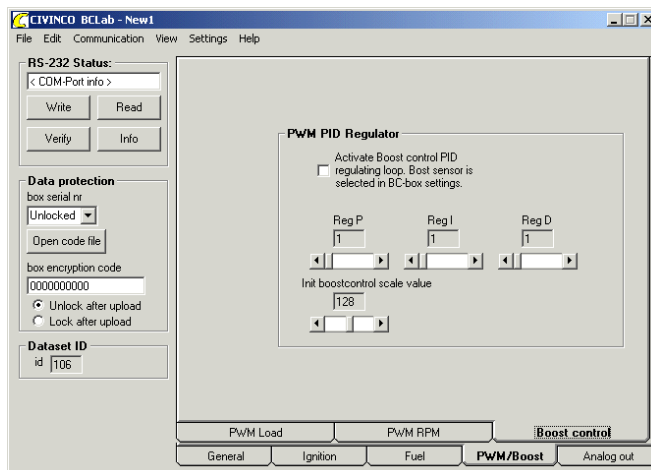 CIVINCO BCLab - New1
File Edit Communication View Settings Help
RS-232 Status:
< COM-Port info >
Write Read
Verify Info
Data protection
box serial nr
Unlocked
Open code file
box encryption code
0000000000
Unlock after upload
Lock after upload
Dataset ID
id 106
PWM PID Regulator
Activate Boost control PID
regulating loop. Bost sensor is
selected in BC-box settings.
Reg P Reg I Reg D
1 1 1
Init boostcontrol scale value
128
PWM Load PWM RPM Boost control
General Ignition Fuel PWM/Boost Analog out